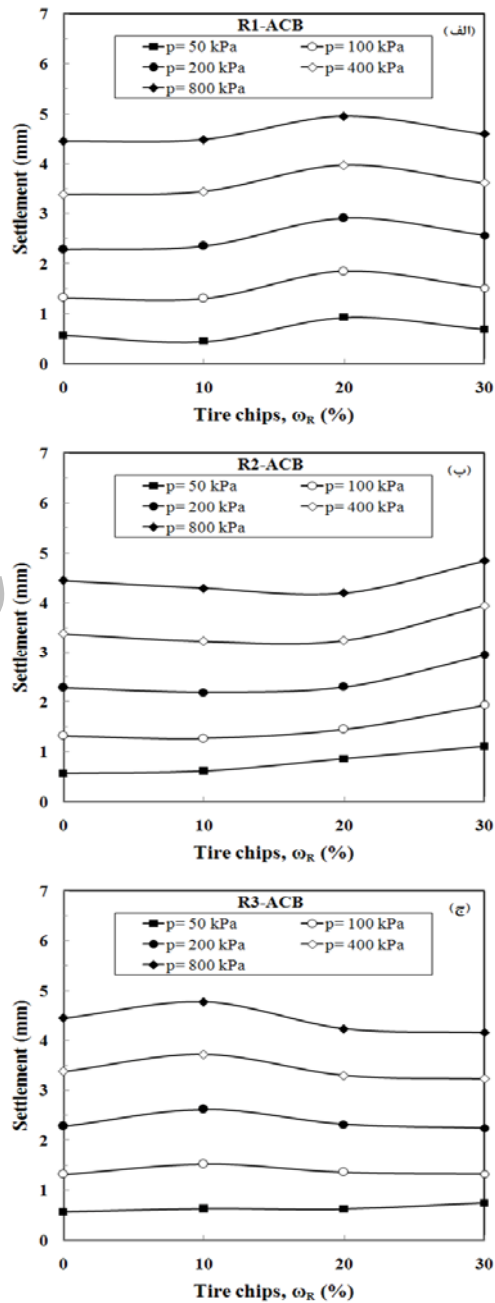 R1-ACB
(الف)
p= 50 kPa p= 100 kPa
p= 200 kPa p= 400 kPa
p= 800 kPa
7
6
5
4
3
2
1
0
Settlement (mm)
0 10 20 30
Tire chips, ωR (%)
R2-ACB
(ب)
p= 50 kPa p= 100 kPa
p= 200 kPa p= 400 kPa
p= 800 kPa
7
6
5
4
3
2
1
0
Settlement (mm)
0 10 20 30
Tire chips, ωR (%)
R3-ACB
(ج)
p= 50 kPa p= 100 kPa
p= 200 kPa p= 400 kPa
p= 800 kPa
7
6
5
4
3
2
1
0
Settlement (mm)
0 10 20 30
Tire chips, ωR (%)